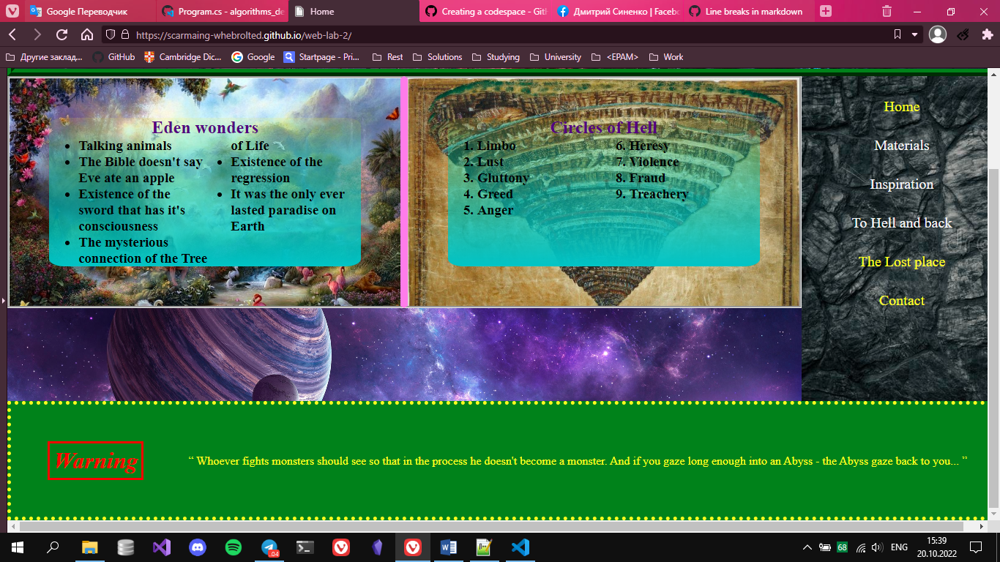 Google Переводчик
Program.cs - algorithms_de
Home
Creating a codespace - Gith
Дмитрий Синенко | Facebo
Line breaks in markdown
https://scarmaing-whebrolted.github.io/web-lab-2/
Другие заклад...
GitHub
Cambridge Dic...
Google
Startpage - Pri...
Rest
Solutions
Studying
University
<EPAM>
Work
Eden wonders
• Talking animals
• The Bible doesn't say
Eve ate an apple
• Existence of the
sword that has it's
consciousness
• The mysterious
connection of the Tree
of Life
• Existence of the
regression
• It was the only ever
lasted paradise on
Earth
Circles of Hell
1. Limbo
2. Lust
3. Gluttony
4. Greed
5. Anger
6. Heresy
7. Violence
8. Fraud
9. Treachery
Home
Materials
Inspiration
To Hell and back
The Lost place
Contact
Warning
“ Whoever fights monsters should see so that in the process he doesn't become a monster. And if you gaze long enough into an Abyss - the Abyss gaze back to you... ”
.04
68
ENG
15:39
20.10.2022